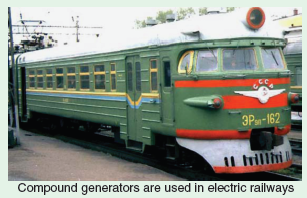 ЭР9П-162
Compound generators are used in electric railways